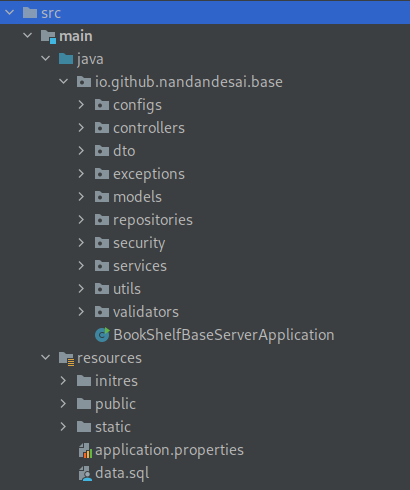 src
main
java
io.github.nandandesai.base
configs
controllers
dto
exceptions
models
repositories
security
services
utils
validators
BookShelfBaseServerApplication
resources
initres
public
static
application.properties
data.sql